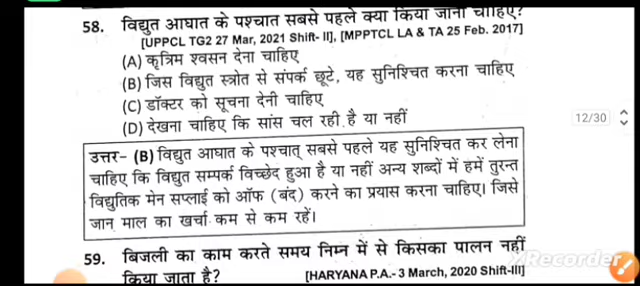 58. विद्युत आघात के पश्चात सबसे पहले क्या किया जाना चाहिए?
[UPPCL TG2 27 Mar, 2021 Shift- II], [MPPTCL LA & TA 25 Feb. 2017]
(A) कृत्रिम श्वसन देना चाहिए
(B) जिस विद्युत स्त्रोत से संपर्क छूटे, यह सुनिश्चित करना चाहिए
(C) डॉक्टर को सूचना देनी चाहिए
(D) देखना चाहिए कि सांस चल रही है या नहीं
12/30
उत्तर– (B) विद्युत आघात के पश्चात् सबसे पहले यह सुनिश्चित कर लेना
चाहिए कि विद्युत सम्पर्क विच्छेद हुआ है या नहीं अन्य शब्दों में हमें तुरन्त
विद्युतिक मेन सप्लाई को ऑफ (बंद) करने का प्रयास करना चाहिए। जिसे
जान माल का खर्चा कम से कम रहें।
59. बिजली का काम करते समय निम्न में से किसका पालन नहीं
किया जाता है? [HARYANA P.A.- 3 March, 2020 Shift-III]
XRecorder